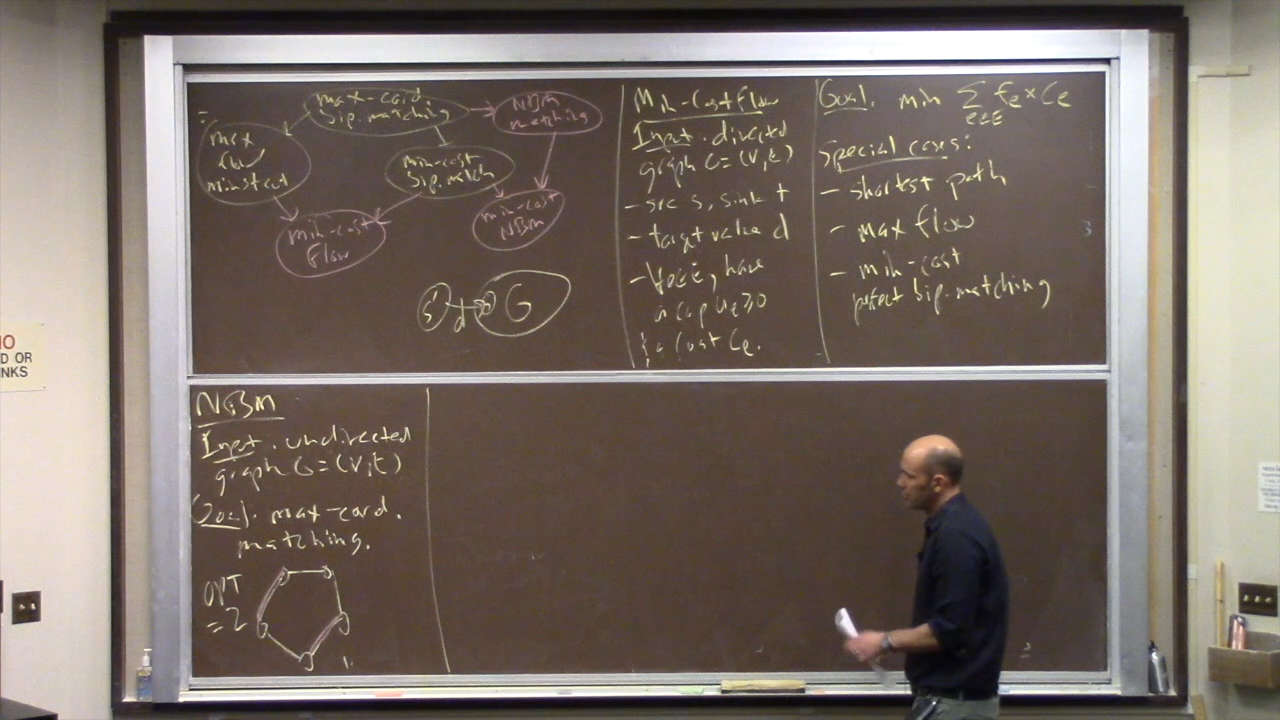 max-card.
bip. matching
NBM
matching
max
flow
min st cut
min-cost
bip. match
min-cost
NBM
min-cost
flow
s
d
G
Min-Cost Flow
Input. directed
graph G=(V,E)
- src s, sink t
- target value d
- ∀e∈E, have
a cap ue≥0
& a cost ce.
Goal. min ∑ fe × ce
e∈E
Special cases:
- shortest path
- max flow
- min-cost
perfect bip. matching
NBM
Input. undirected
graph G=(V,E)
Goal. max-card.
matching.
OPT
=2
NO
D OR
NKS